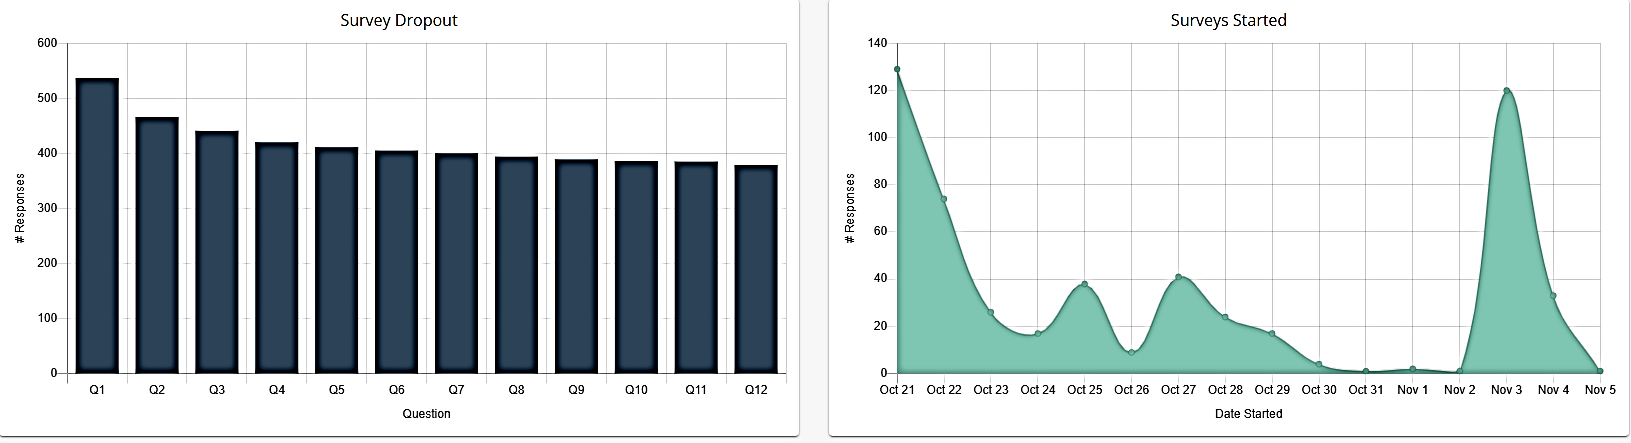 Survey Dropout
600
500
400
300
200
100
0
# Responses
Q1 Q2 Q3 Q4 Q5 Q6 Q7 Q8 Q9 Q10 Q11 Q12
Question
Surveys Started
140
120
100
80
60
40
20
0
# Responses
Oct 21 Oct 22 Oct 23 Oct 24 Oct 25 Oct 26 Oct 27 Oct 28 Oct 29 Oct 30 Oct 31 Nov 1 Nov 2 Nov 3 Nov 4 Nov 5
Date Started